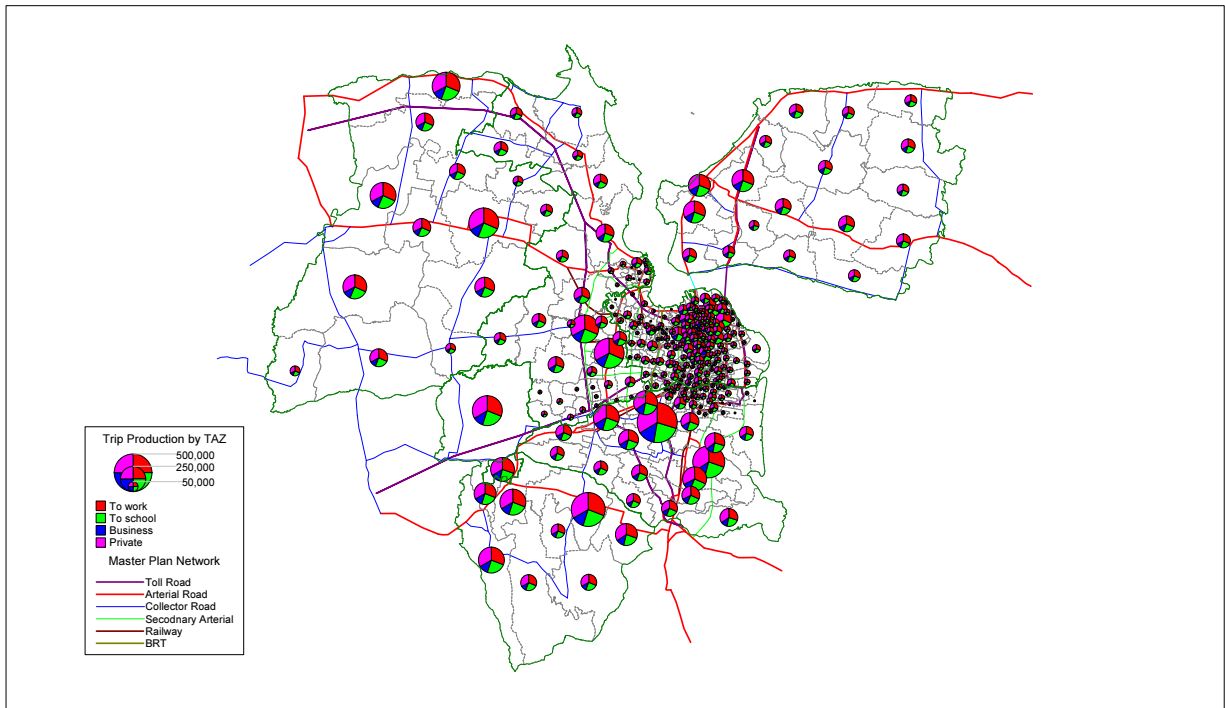 Trip Production by TAZ
500,000
250,000
50,000
To work
To school
Business
Private
Master Plan Network
Toll Road
Arterial Road
Collector Road
Secodnary Arterial
Railway
BRT